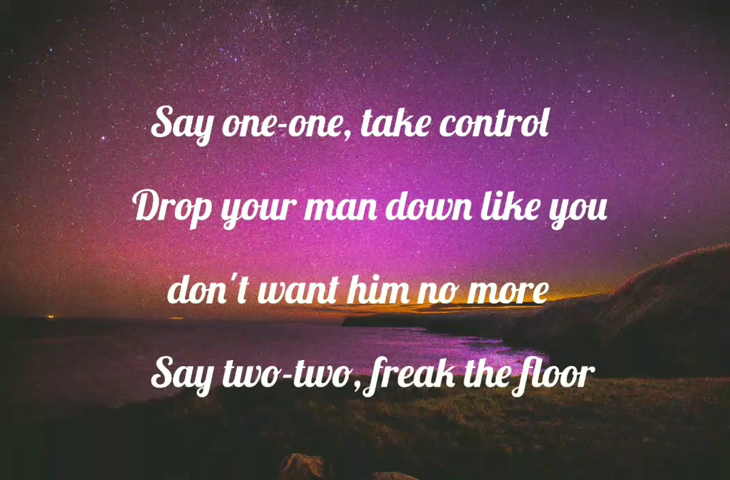 Say one-one, take control
Drop your man down like you
don't want him no more
Say two-two, freak the floor